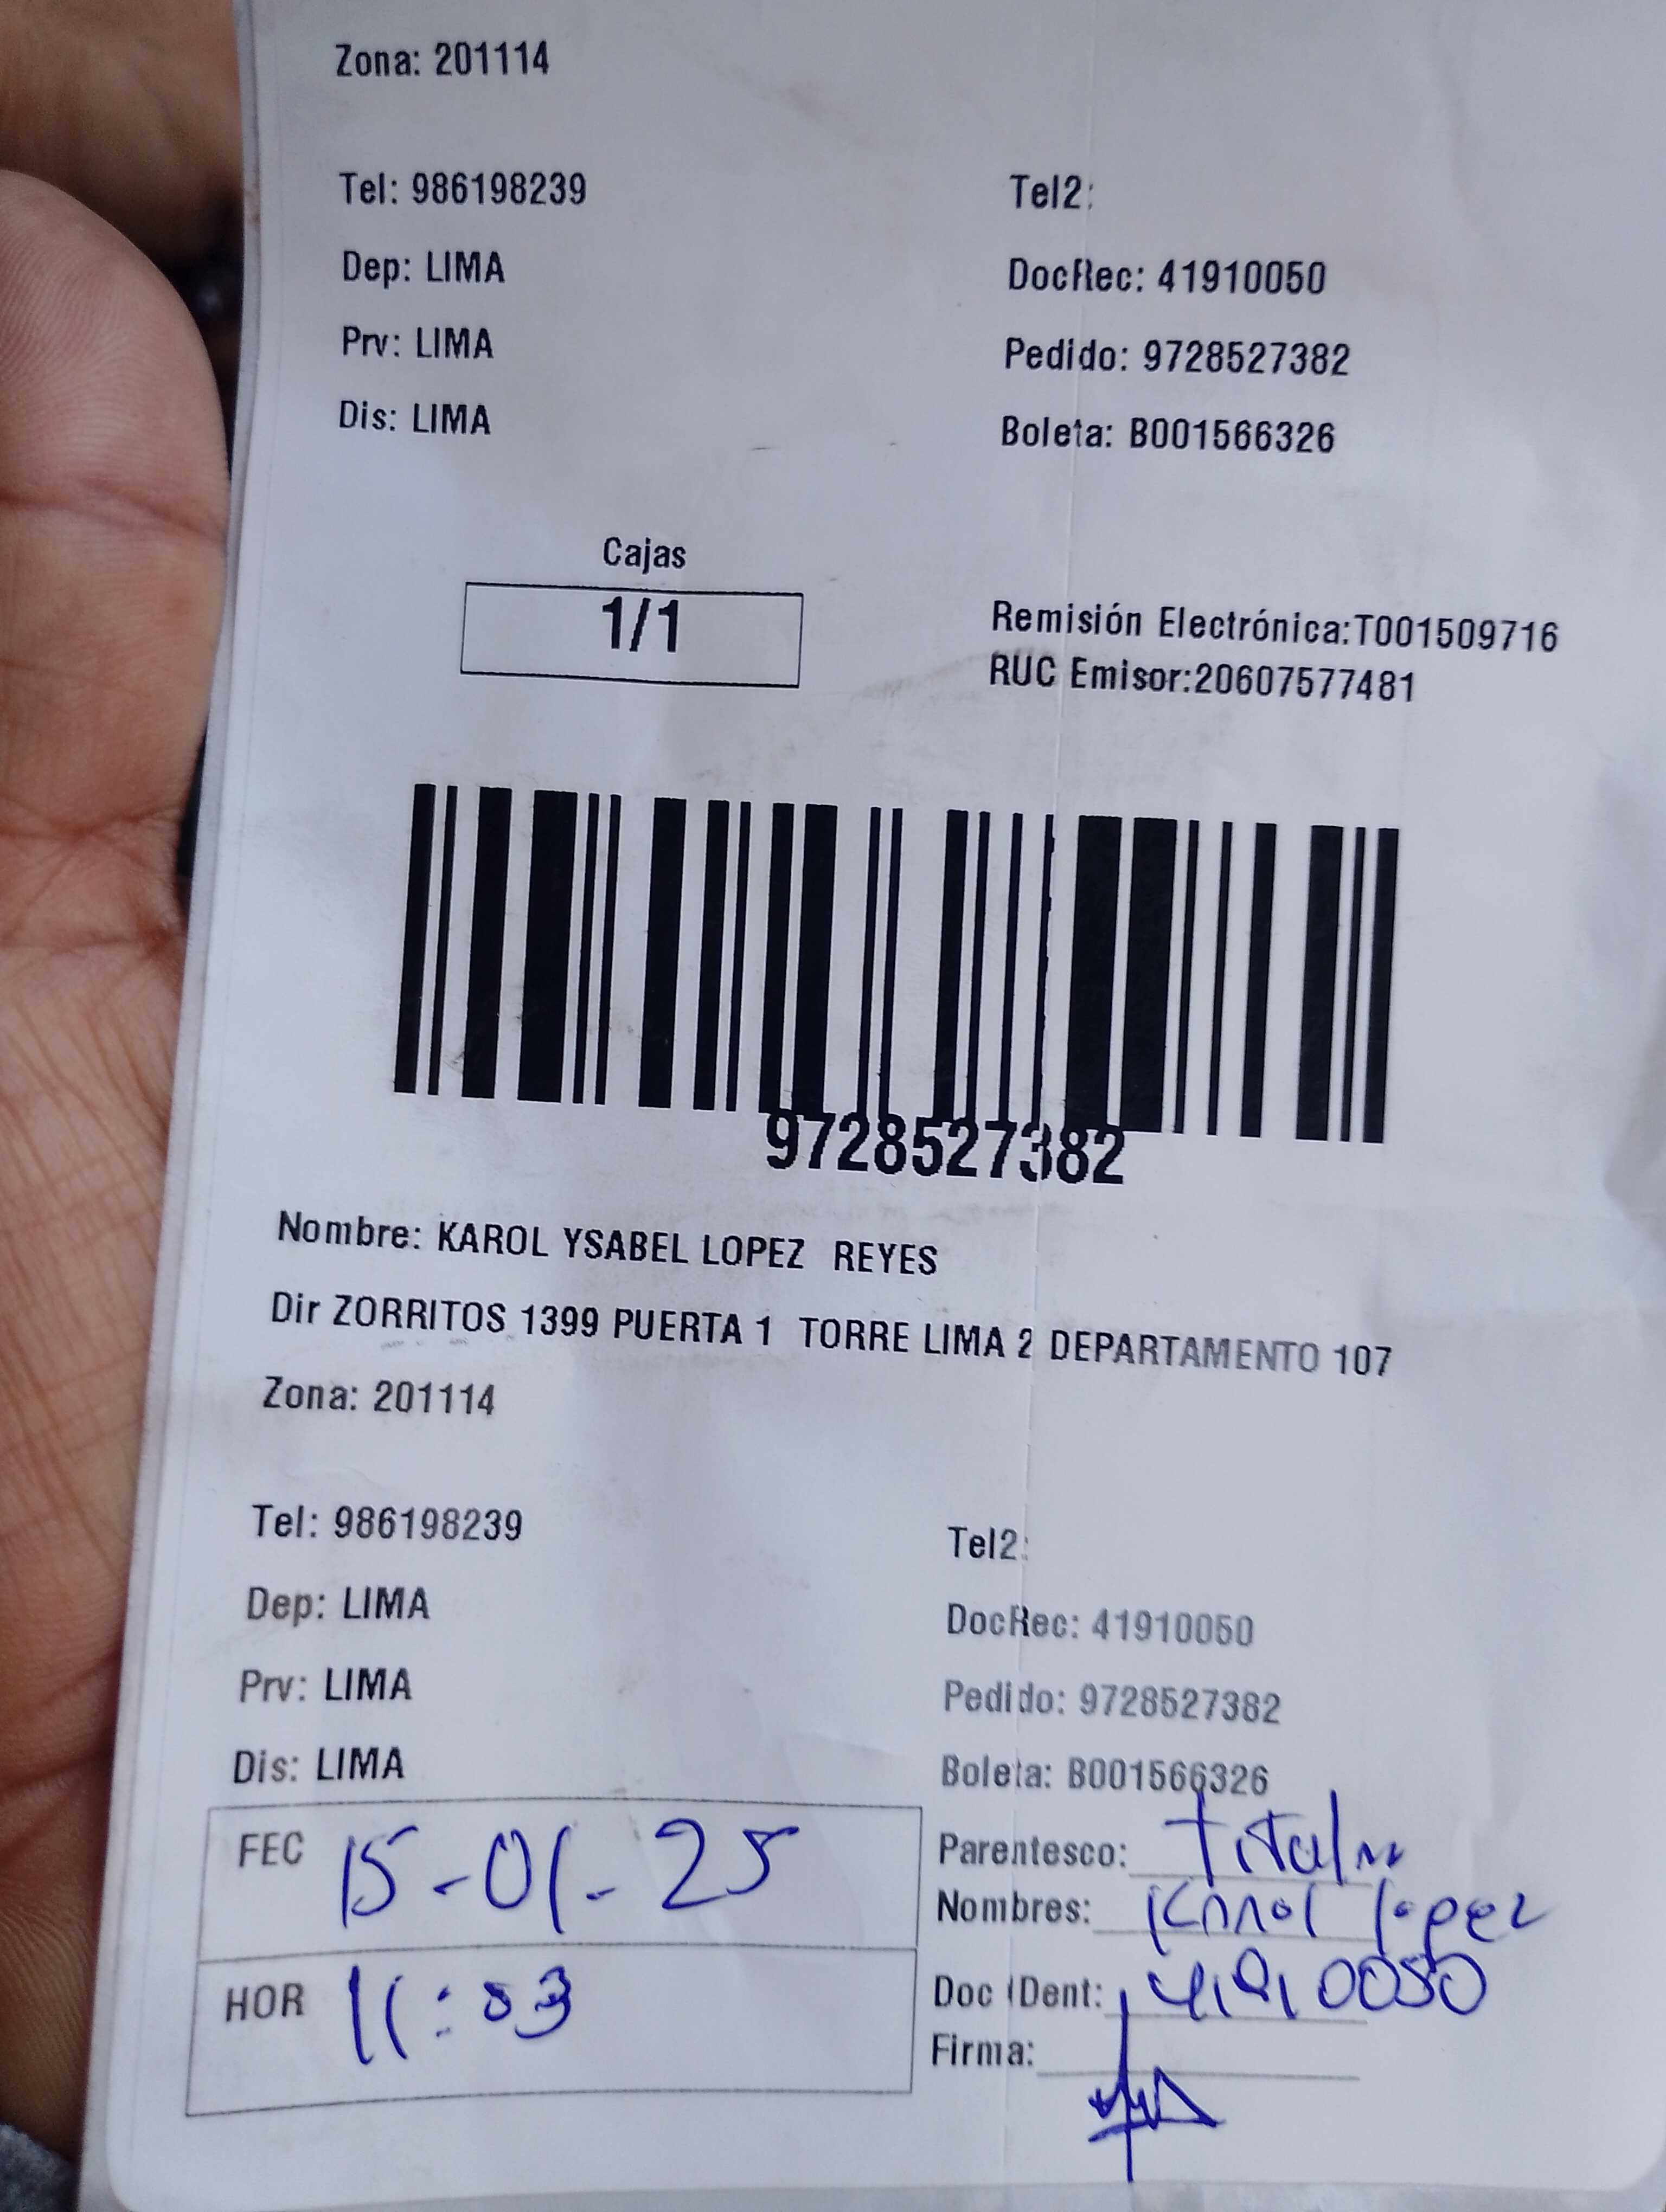 Zona: 201114
Tel: 986198239
Tel2:
Dep: LIMA
DocRec: 41910050
Prv: LIMA
Pedido: 9728527382
Dis: LIMA
Boleta: B001566326
Cajas
1/1
Remisión Electrónica:T001509716
RUC Emisor:20607577481
9728527382
Nombre: KAROL YSABEL LOPEZ REYES
Dir ZORRITOS 1399 PUERTA 1 TORRE LIMA 2 DEPARTAMENTO 107
Zona: 201114
Tel: 986198239
Tel2:
Dep: LIMA
DocRec: 41910050
Prv: LIMA
Pedido: 9728527382
Dis: LIMA
Boleta: B001566326
FEC 15-01-25
Parentesco: titular
Nombres: Karol lopez
HOR 11:53
Doc IDent: 41910050
Firma: